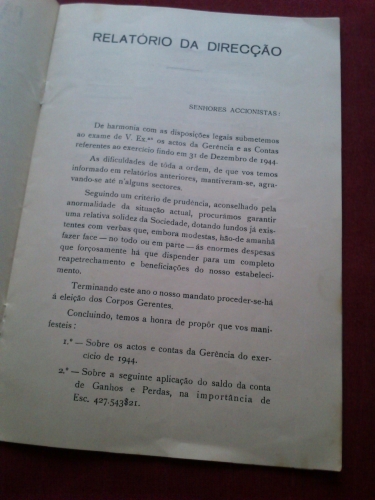 RELATÓRIO DA DIRECÇÃO
SENHORES ACCIONISTAS:
De harmonia com as disposições legais submetemos
ao exame de V. Ex.ᵃˢ os actos da Gerência e as Contas
referentes ao exercício findo em 31 de Dezembro de 1944.
As dificuldades de tôda a ordem, de que vos temos
informado em relatórios anteriores, mantiveram-se, agra-
vando-se até n'alguns sectores.
Seguindo um critério de prudência, aconselhado pela
anormalidade da situação actual, procurámos garantir
uma relativa solidez da Sociedade, dotando fundos já exis-
tentes com verbas que, embora modestas, hão-de amanhã
fazer face — no todo ou em parte — ás enormes despesas
que forçosamente há que dispender para um completo
reapetrechamento e beneficiações do nosso estabeleci-
mento.
Terminando este ano o nosso mandato proceder-se-há
á eleição dos Corpos Gerentes.
Concluindo, temos a honra de propôr que vos mani-
festeis:
1.º — Sobre os actos e contas da Gerência do exer-
cício de 1944.
2.º — Sobre a seguinte aplicação do saldo da conta
de Ganhos e Perdas, na importância de
Esc. 427.543$21.